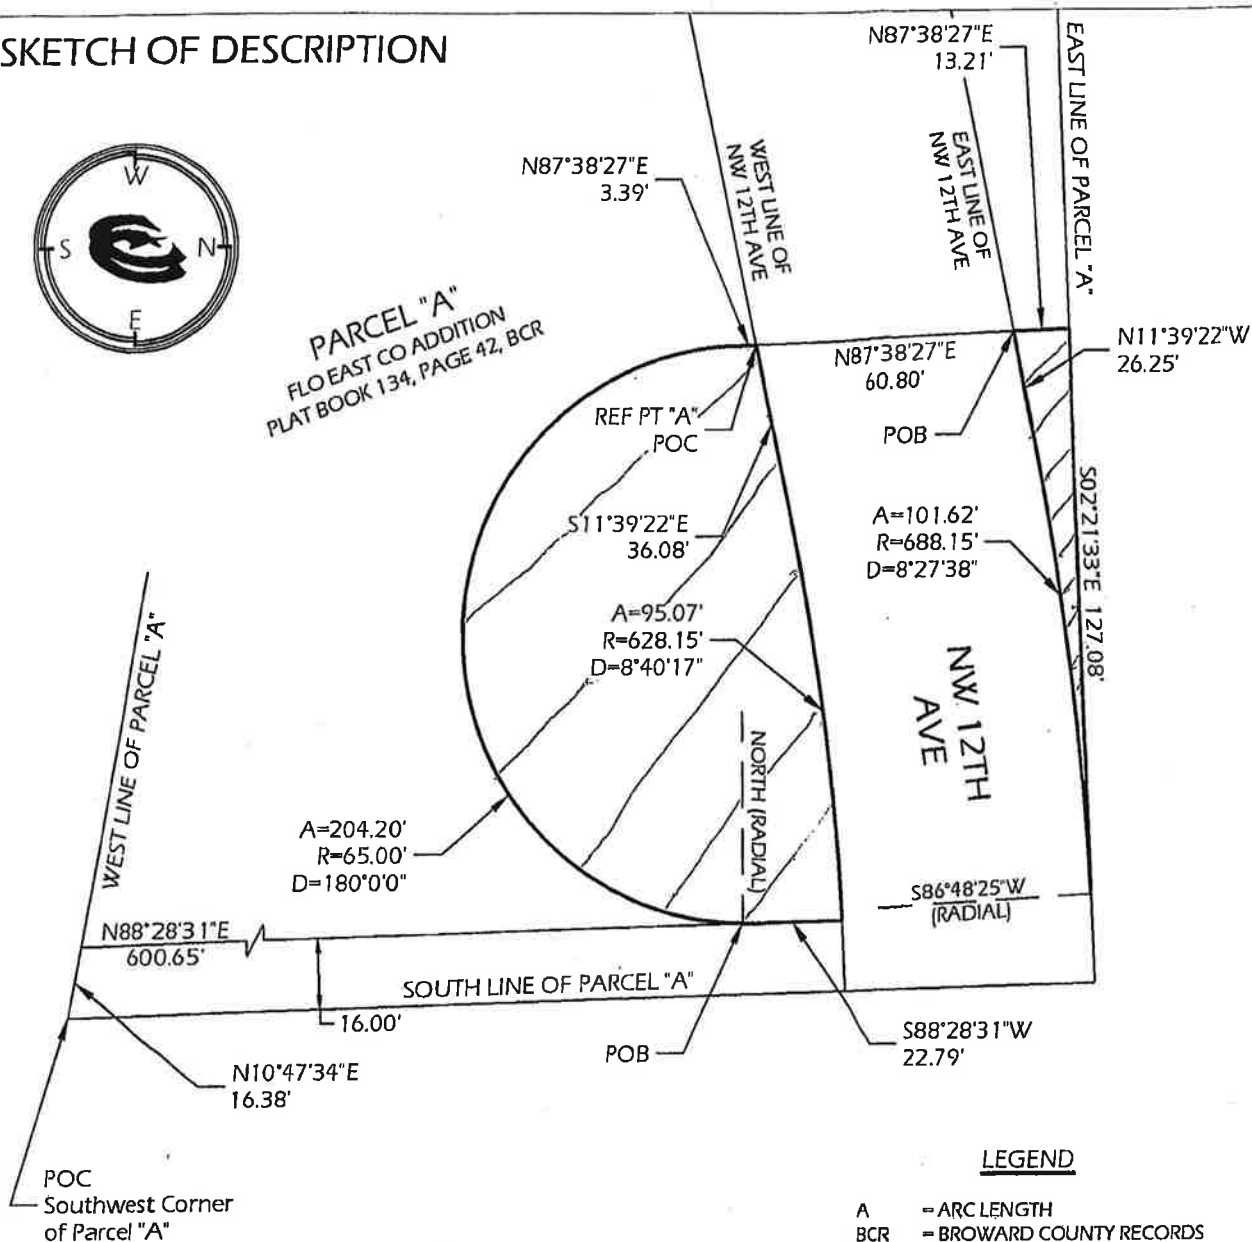 SKETCH OF DESCRIPTION
N87°38'27"E
13.21'
EAST LINE OF PARCEL "A"
W
S
N
E
N87°38'27"E
3.39'
WEST LINE OF
NW 12TH AVE
EAST LINE OF
NW 12TH AVE
PARCEL "A"
FLO EAST CO ADDITION
PLAT BOOK 134, PAGE 42, BCR
N87°38'27"E
60.80'
N11°39'22"W
26.25'
REF PT "A"
POC
POB
S11°39'22"E
36.08'
A=101.62'
R=688.15'
D=8°27'38"
S02°21'33"E 127.08'
A=95.07'
R=628.15'
D=8°40'17"
WEST LINE OF PARCEL "A"
NW 12TH
AVE
NORTH (RADIAL)
A=204.20'
R=65.00'
D=180°0'0"
S86°48'25"W
(RADIAL)
N88°28'31"E
600.65'
SOUTH LINE OF PARCEL "A"
16.00'
POB
S88°28'31"W
22.79'
N10°47'34"E
16.38'
POC
Southwest Corner
of Parcel "A"
LEGEND
A = ARC LENGTH
BCR = BROWARD COUNTY RECORDS